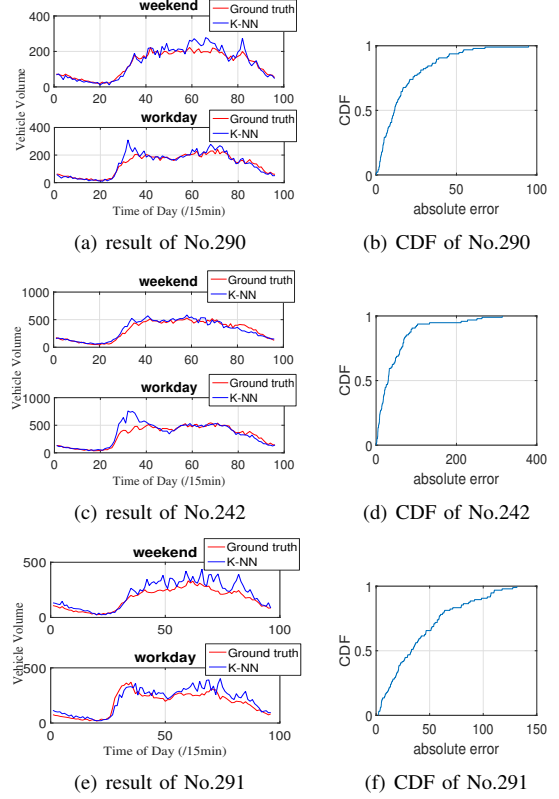 weekend
Ground truth
K-NN
400
200
0
0 20 40 60 80 100
workday
Ground truth
K-NN
400
200
0
0 20 40 60 80 100
Vehicle Volume
Time of Day (/15min)
(a) result of No.290
1
0.5
0
0 50 100
CDF
absolute error
(b) CDF of No.290
weekend
Ground truth
K-NN
1000
500
0
0 20 40 60 80 100
workday
Ground truth
K-NN
1000
500
0
0 20 40 60 80 100
Vehicle Volume
Time of Day (/15min)
(c) result of No.242
1
0.5
0
0 200 400
CDF
absolute error
(d) CDF of No.242
weekend
Ground truth
K-NN
500
0
0 50 100
workday
Ground truth
K-NN
500
0
0 50 100
Vehicle Volume
Time of Day (/15min)
(e) result of No.291
1
0.5
0
0 50 100 150
CDF
absolute error
(f) CDF of No.291